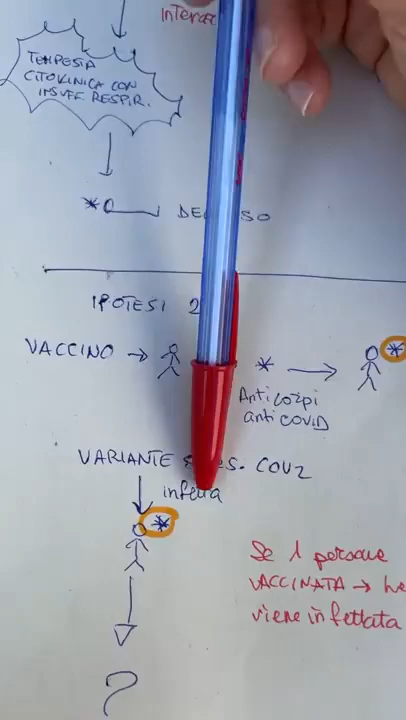 TEMPESTA
CITOKINICA CON
INSUFF. RESPIR.
IPOTESI 2
VACCINO
Anticorpi
anti COVID
VARIANTE
COV2
infetta
Se 1 persona
VACCINATA → ha
viene infettata
?